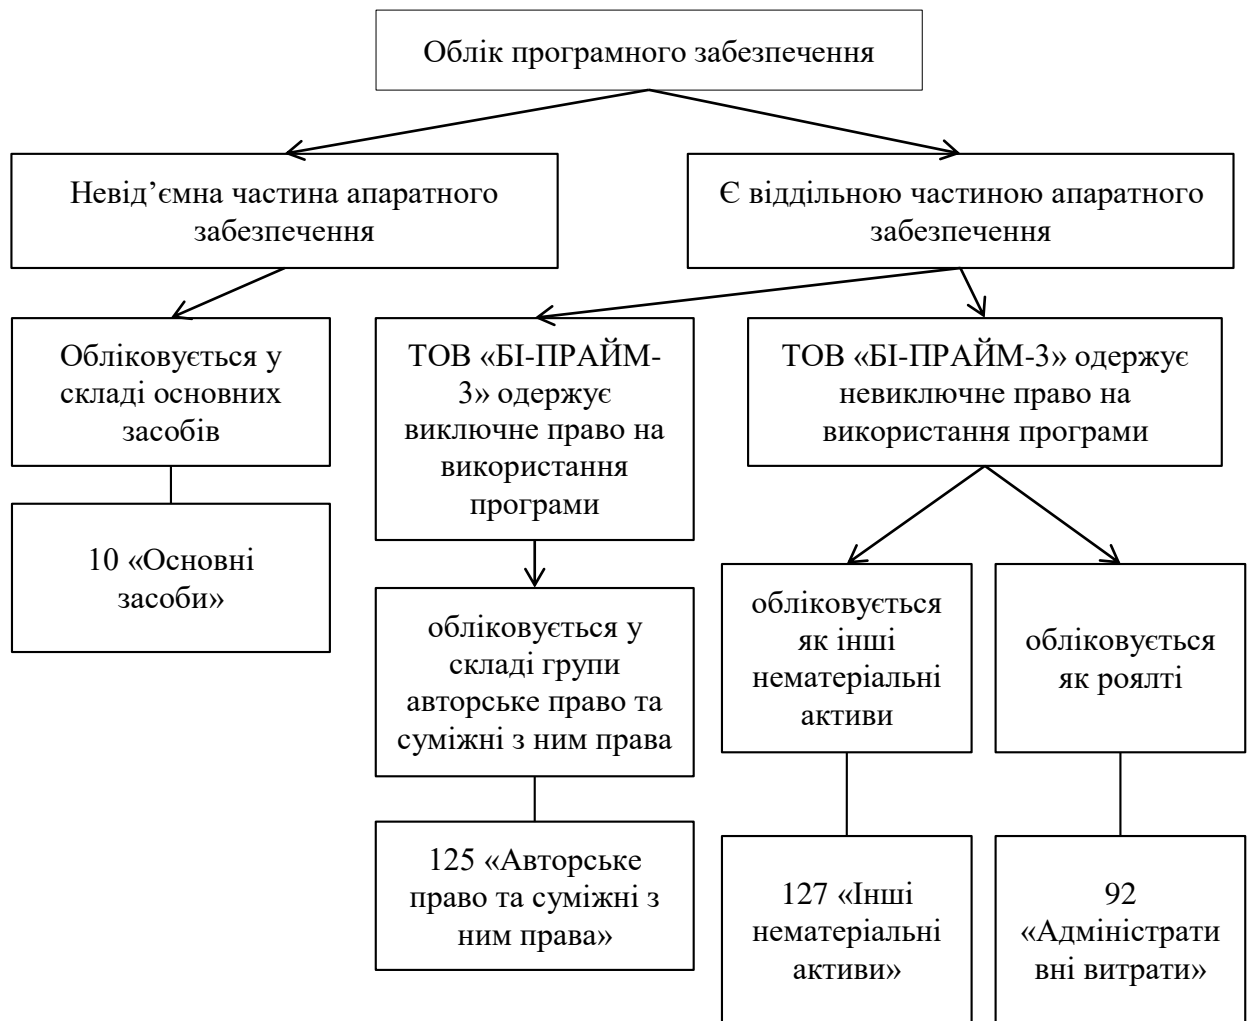 Облік програмного забезпечення
Невід’ємна частина апаратного
забезпечення
Є віддільною частиною апаратного
забезпечення
Обліковується у
складі основних
засобів
ТОВ «БІ-ПРАЙМ-
3» одержує
виключне право на
використання
програми
ТОВ «БІ-ПРАЙМ-3» одержує
невиключне право на
використання програми
10 «Основні
засоби»
обліковується у
складі групи
авторське право та
суміжні з ним права
обліковується
як інші
нематеріальні
активи
обліковується
як роялті
125 «Авторське
право та суміжні з
ним права»
127 «Інші
нематеріальні
активи»
92
«Адміністрати
вні витрати»